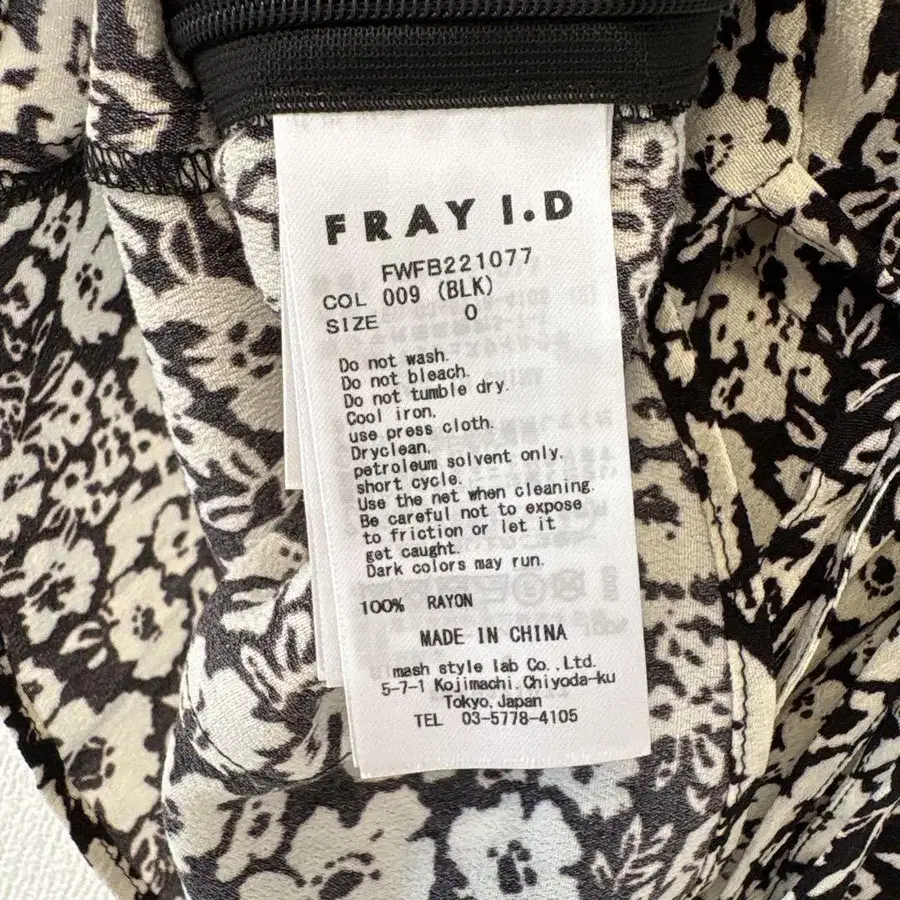 FRAY I.D
FWFB221077
COL 009 (BLK)
SIZE 0
Do not wash.
Do not bleach.
Do not tumble dry.
Cool iron,
use press cloth.
Dryclean,
petroleum solvent only.
short cycle.
Use the net when cleaning.
Be careful not to expose
to friction or let it
get caught.
Dark colors may run.
100% RAYON
MADE IN CHINA
mash style lab Co.,Ltd.
5-7-1 Kojimachi.Chiyoda-ku
Tokyo,Japan
TEL 03-5778-4105